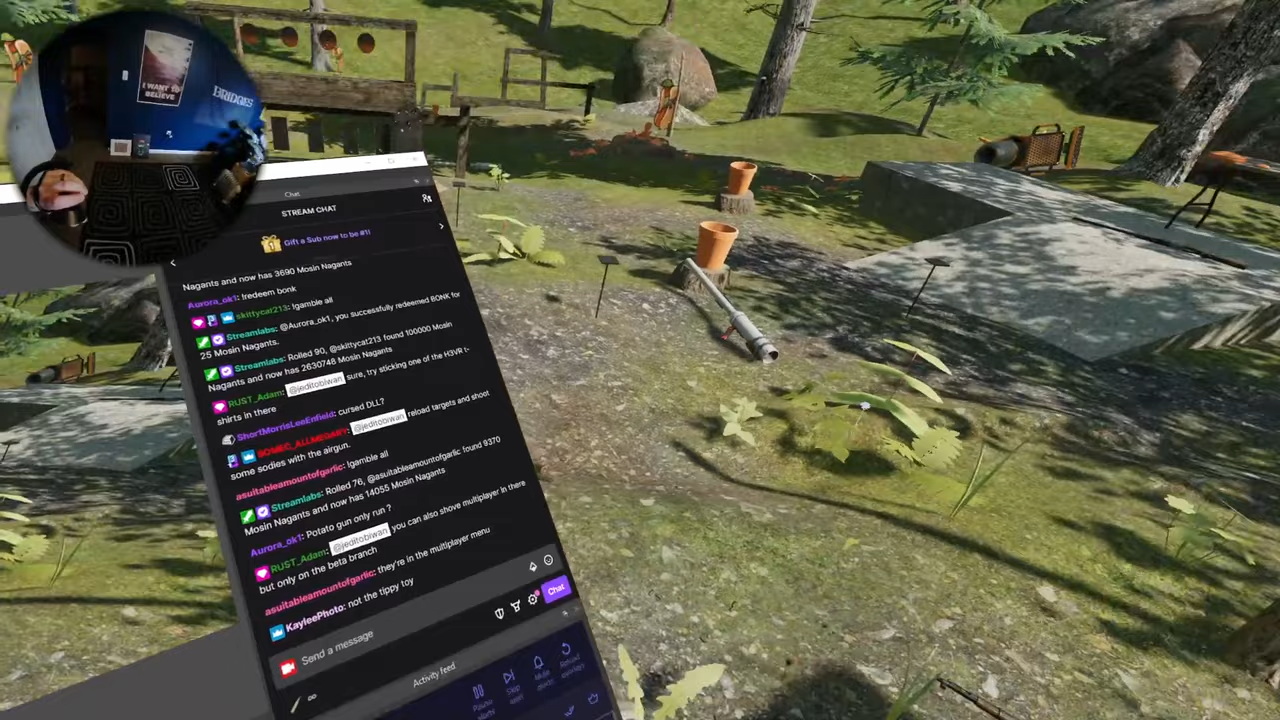 I WANT TO
BELIEVE
BRIDGES
Chat
STREAM CHAT
Gift a Sub now to be #1!
Nagants and now has 3690 Mosin Nagants
Aurora_ok1: !redeem bonk
skittycat213: !gamble all
Streamlabs: @Aurora_ok1, you successfully redeemed BONK for
25 Mosin Nagants.
Streamlabs: Rolled 90, @skittycat213 found 100000 Mosin
Nagants and now has 2630748 Mosin Nagants
RUST_Adam: @jeditobiwan sure, try sticking one of the H3VR t-
shirts in there
ShortMorrisLeeEnfield: cursed DLL?
@jeditobiwan reload targets and shoot
some sodies with the airgun.
asuitableamountofgarlic: !gamble all
Streamlabs: Rolled 76, @asuitableamountofgarlic found 9370
Mosin Nagants and now has 14055 Mosin Nagants
Aurora_ok1: Potato gun only run ?
RUST_Adam: @jeditobiwan you can also shove multiplayer in there
but only on the beta branch
asuitableamountofgarlic: they're in the multiplayer menu
KayleePhoto: not the tippy toy
Chat
Send a message
Activity feed